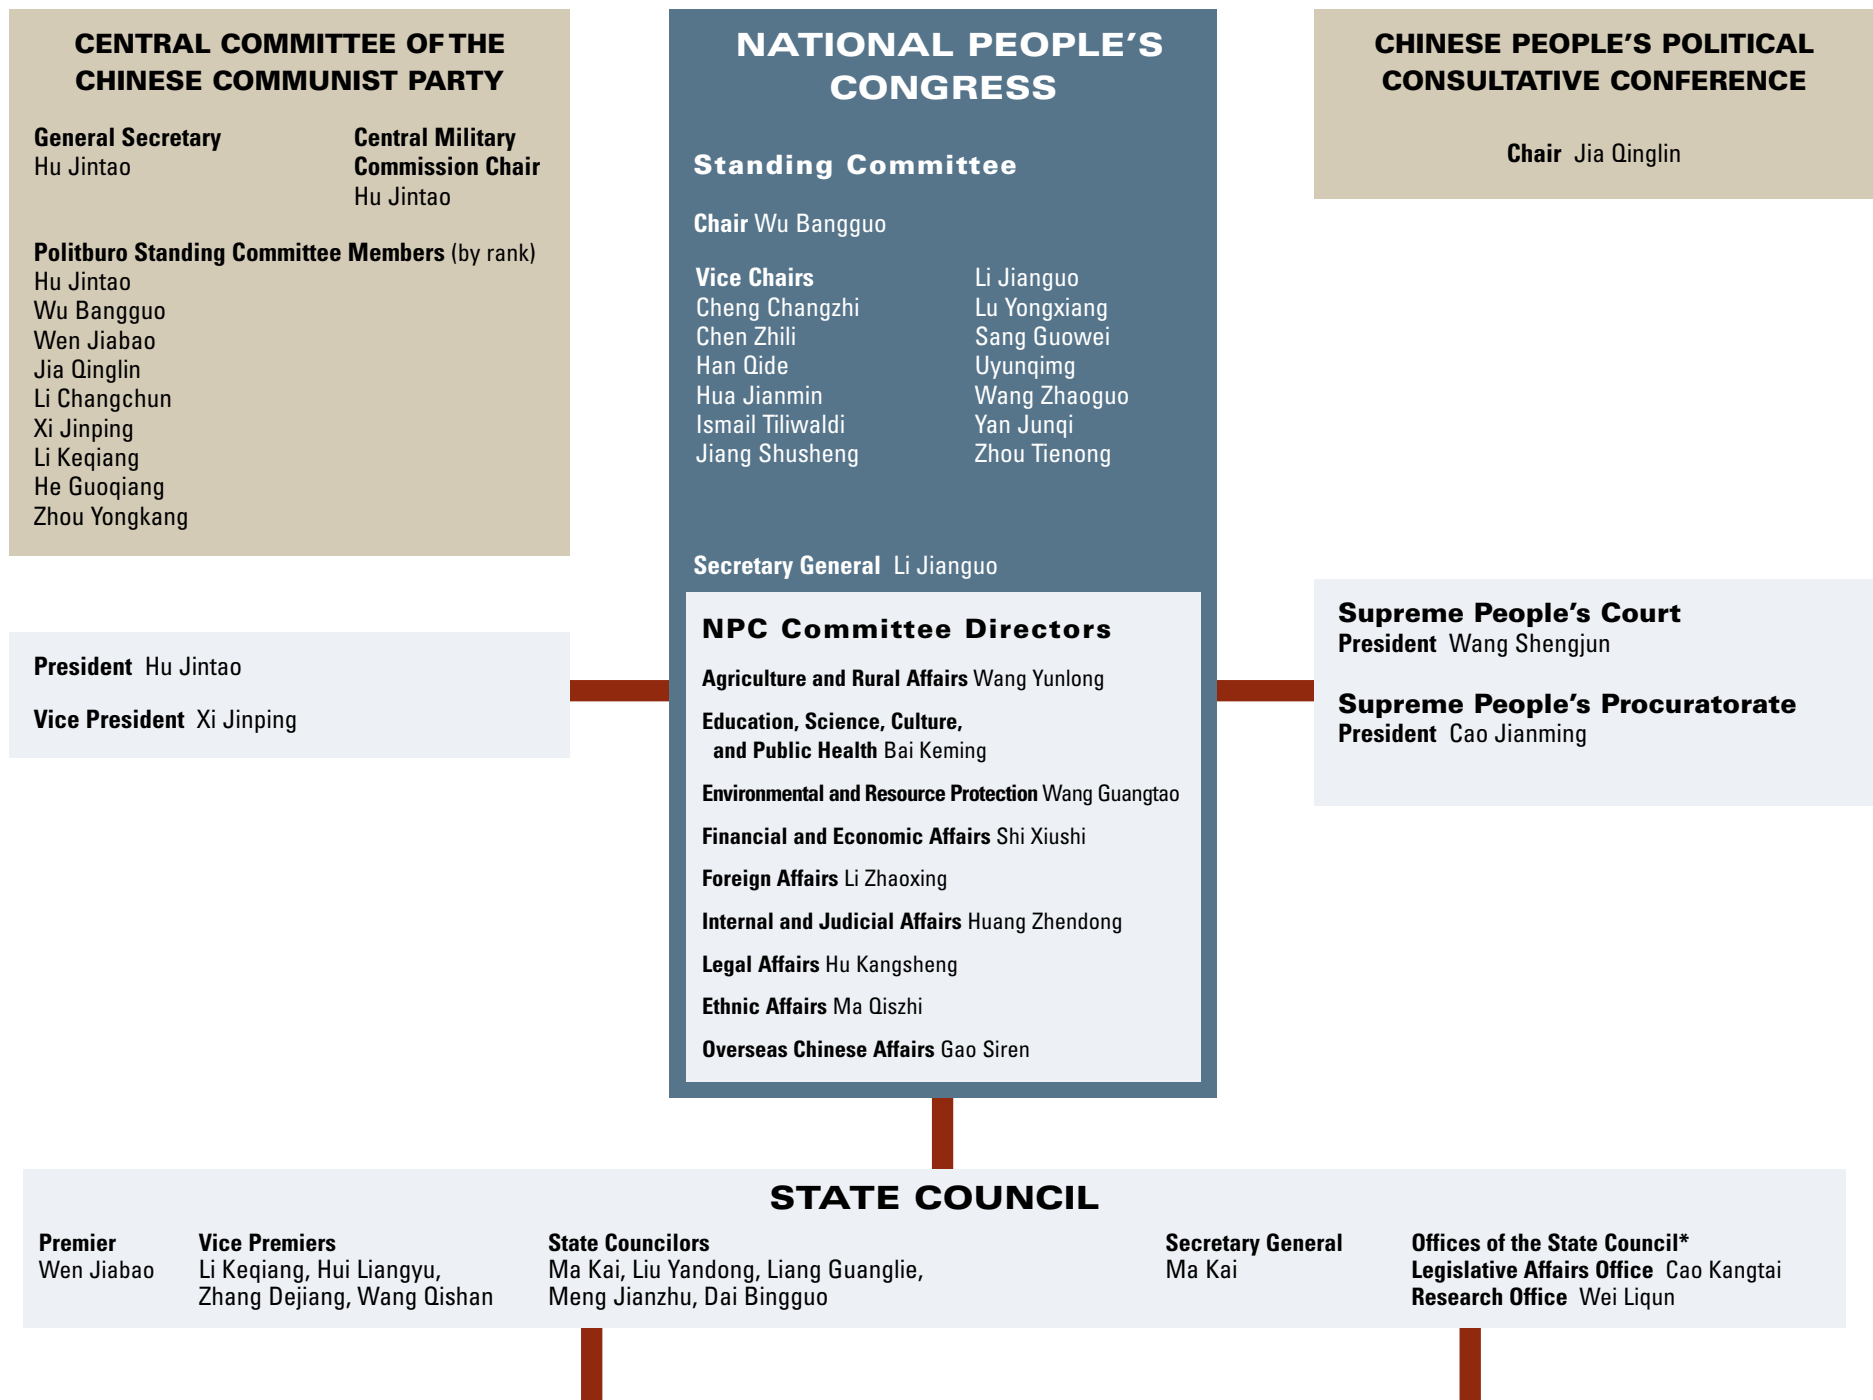 CENTRAL COMMITTEE OF THE
CHINESE COMMUNIST PARTY
General Secretary
Hu Jintao
Central Military
Commission Chair
Hu Jintao
Politburo Standing Committee Members (by rank)
Hu Jintao
Wu Bangguo
Wen Jiabao
Jia Qinglin
Li Changchun
Xi Jinping
Li Keqiang
He Guoqiang
Zhou Yongkang
President Hu Jintao
Vice President Xi Jinping
NATIONAL PEOPLE'S
CONGRESS
Standing Committee
Chair Wu Bangguo
Vice Chairs
Cheng Changzhi
Chen Zhili
Han Qide
Hua Jianmin
Ismail Tiliwaldi
Jiang Shusheng
Li Jianguo
Lu Yongxiang
Sang Guowei
Uyunqimg
Wang Zhaoguo
Yan Junqi
Zhou Tienong
Secretary General Li Jianguo
NPC Committee Directors
Agriculture and Rural Affairs Wang Yunlong
Education, Science, Culture,
and Public Health Bai Keming
Environmental and Resource Protection Wang Guangtao
Financial and Economic Affairs Shi Xiushi
Foreign Affairs Li Zhaoxing
Internal and Judicial Affairs Huang Zhendong
Legal Affairs Hu Kangsheng
Ethnic Affairs Ma Qiszhi
Overseas Chinese Affairs Gao Siren
CHINESE PEOPLE'S POLITICAL
CONSULTATIVE CONFERENCE
Chair Jia Qinglin
Supreme People's Court
President Wang Shengjun
Supreme People's Procuratorate
President Cao Jianming
STATE COUNCIL
Premier
Wen Jiabao
Vice Premiers
Li Keqiang, Hui Liangyu,
Zhang Dejiang, Wang Qishan
State Councilors
Ma Kai, Liu Yandong, Liang Guanglie,
Meng Jianzhu, Dai Bingguo
Secretary General
Ma Kai
Offices of the State Council*
Legislative Affairs Office Cao Kangtai
Research Office Wei Liqun